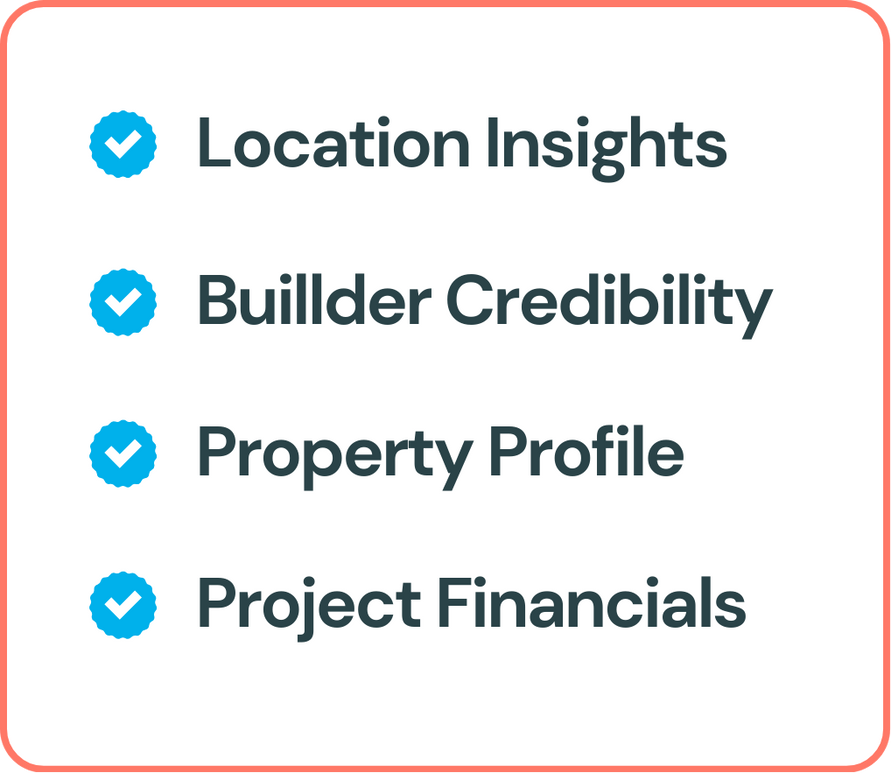 Location Insights
Buillder Credibility
Property Profile
Project Financials